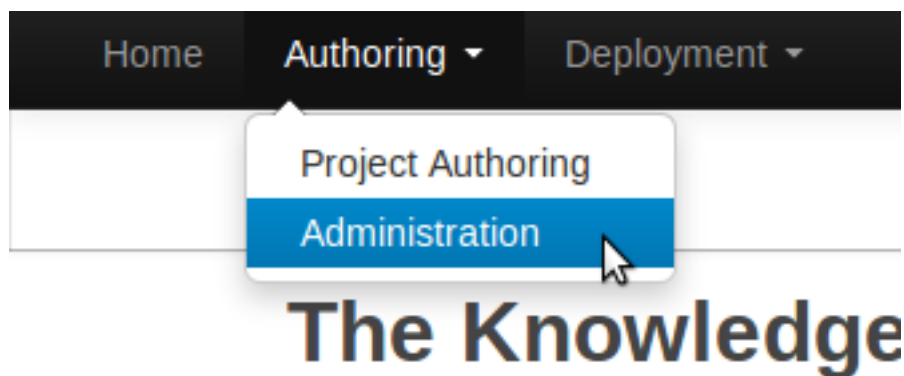 Home Authoring Deployment
Project Authoring
Administration
The Knowledge